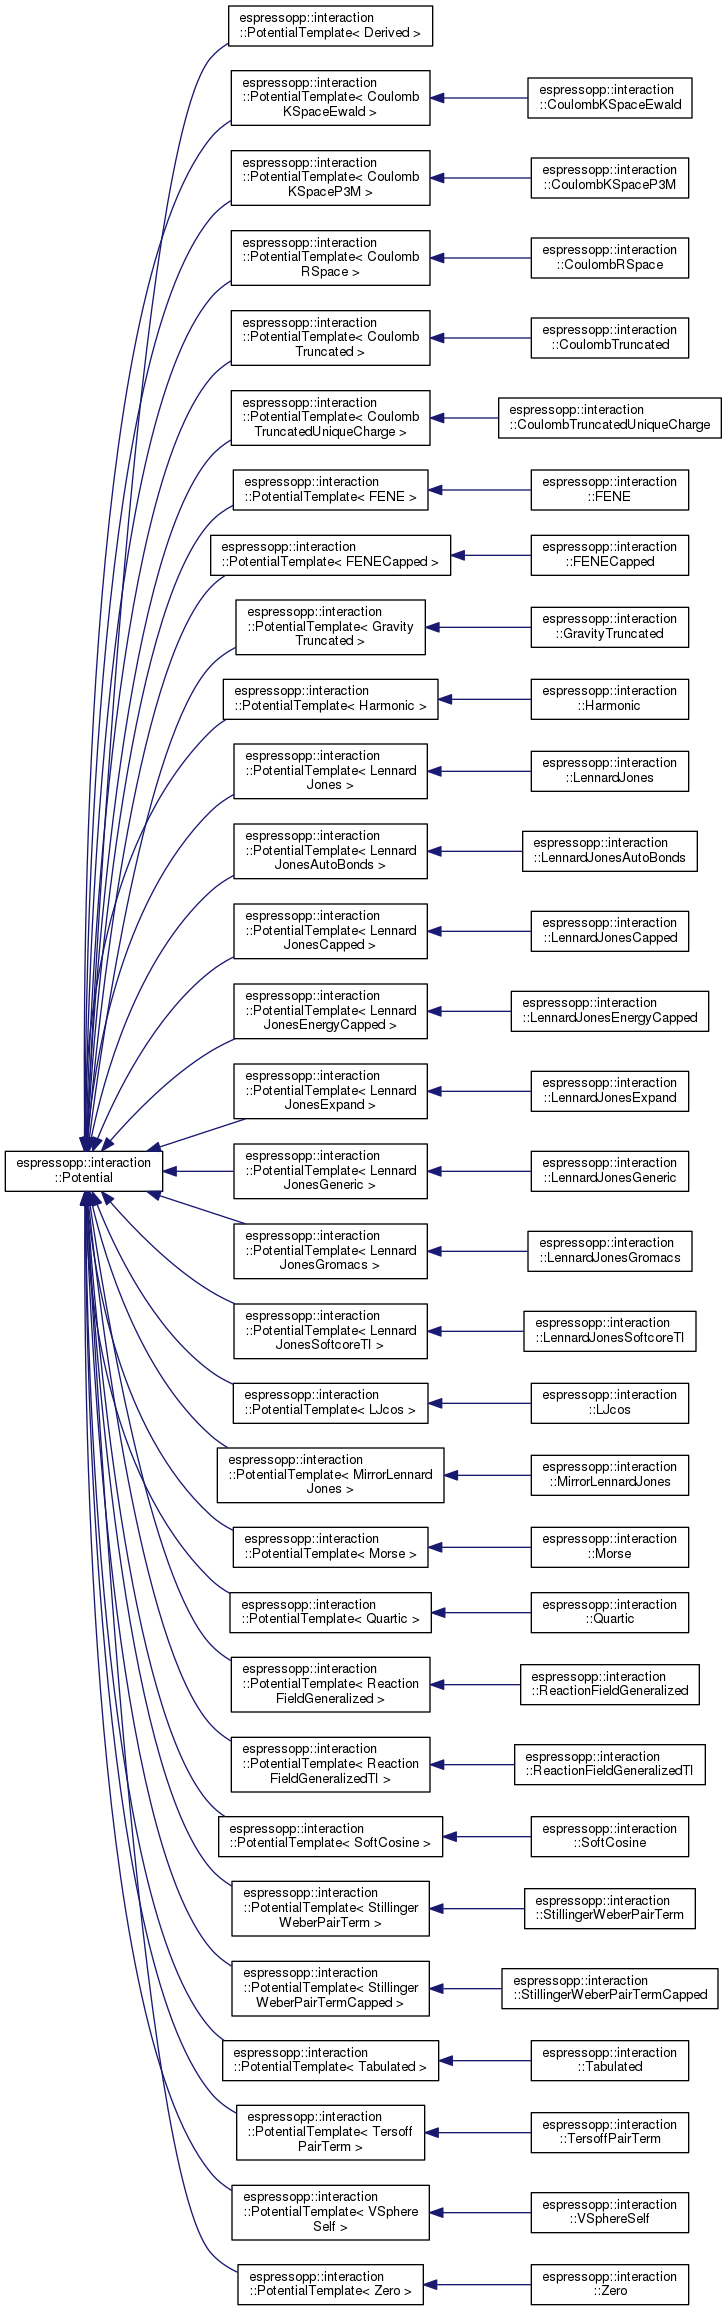 espressopp::interaction
::PotentialTemplate< Derived >
espressopp::interaction
::PotentialTemplate< Coulomb
KSpaceEwald >
espressopp::interaction
::CoulombKSpaceEwald
espressopp::interaction
::PotentialTemplate< Coulomb
KSpaceP3M >
espressopp::interaction
::CoulombKSpaceP3M
espressopp::interaction
::PotentialTemplate< Coulomb
RSpace >
espressopp::interaction
::CoulombRSpace
espressopp::interaction
::PotentialTemplate< Coulomb
Truncated >
espressopp::interaction
::CoulombTruncated
espressopp::interaction
::PotentialTemplate< Coulomb
TruncatedUniqueCharge >
espressopp::interaction
::CoulombTruncatedUniqueCharge
espressopp::interaction
::PotentialTemplate< FENE >
espressopp::interaction
::FENE
espressopp::interaction
::PotentialTemplate< FENECapped >
espressopp::interaction
::FENECapped
espressopp::interaction
::PotentialTemplate< Gravity
Truncated >
espressopp::interaction
::GravityTruncated
espressopp::interaction
::PotentialTemplate< Harmonic >
espressopp::interaction
::Harmonic
espressopp::interaction
::PotentialTemplate< Lennard
Jones >
espressopp::interaction
::LennardJones
espressopp::interaction
::PotentialTemplate< Lennard
JonesAutoBonds >
espressopp::interaction
::LennardJonesAutoBonds
espressopp::interaction
::PotentialTemplate< Lennard
JonesCapped >
espressopp::interaction
::LennardJonesCapped
espressopp::interaction
::PotentialTemplate< Lennard
JonesEnergyCapped >
espressopp::interaction
::LennardJonesEnergyCapped
espressopp::interaction
::PotentialTemplate< Lennard
JonesExpand >
espressopp::interaction
::LennardJonesExpand
espressopp::interaction
::Potential
espressopp::interaction
::PotentialTemplate< Lennard
JonesGeneric >
espressopp::interaction
::LennardJonesGeneric
espressopp::interaction
::PotentialTemplate< Lennard
JonesGromacs >
espressopp::interaction
::LennardJonesGromacs
espressopp::interaction
::PotentialTemplate< Lennard
JonesSoftcoreTI >
espressopp::interaction
::LennardJonesSoftcoreTI
espressopp::interaction
::PotentialTemplate< LJcos >
espressopp::interaction
::LJcos
espressopp::interaction
::PotentialTemplate< MirrorLennard
Jones >
espressopp::interaction
::MirrorLennardJones
espressopp::interaction
::PotentialTemplate< Morse >
espressopp::interaction
::Morse
espressopp::interaction
::PotentialTemplate< Quartic >
espressopp::interaction
::Quartic
espressopp::interaction
::PotentialTemplate< Reaction
FieldGeneralized >
espressopp::interaction
::ReactionFieldGeneralized
espressopp::interaction
::PotentialTemplate< Reaction
FieldGeneralizedTI >
espressopp::interaction
::ReactionFieldGeneralizedTI
espressopp::interaction
::PotentialTemplate< SoftCosine >
espressopp::interaction
::SoftCosine
espressopp::interaction
::PotentialTemplate< Stillinger
WeberPairTerm >
espressopp::interaction
::StillingerWeberPairTerm
espressopp::interaction
::PotentialTemplate< Stillinger
WeberPairTermCapped >
espressopp::interaction
::StillingerWeberPairTermCapped
espressopp::interaction
::PotentialTemplate< Tabulated >
espressopp::interaction
::Tabulated
espressopp::interaction
::PotentialTemplate< Tersoff
PairTerm >
espressopp::interaction
::TersoffPairTerm
espressopp::interaction
::PotentialTemplate< VSphere
Self >
espressopp::interaction
::VSphereSelf
espressopp::interaction
::PotentialTemplate< Zero >
espressopp::interaction
::Zero